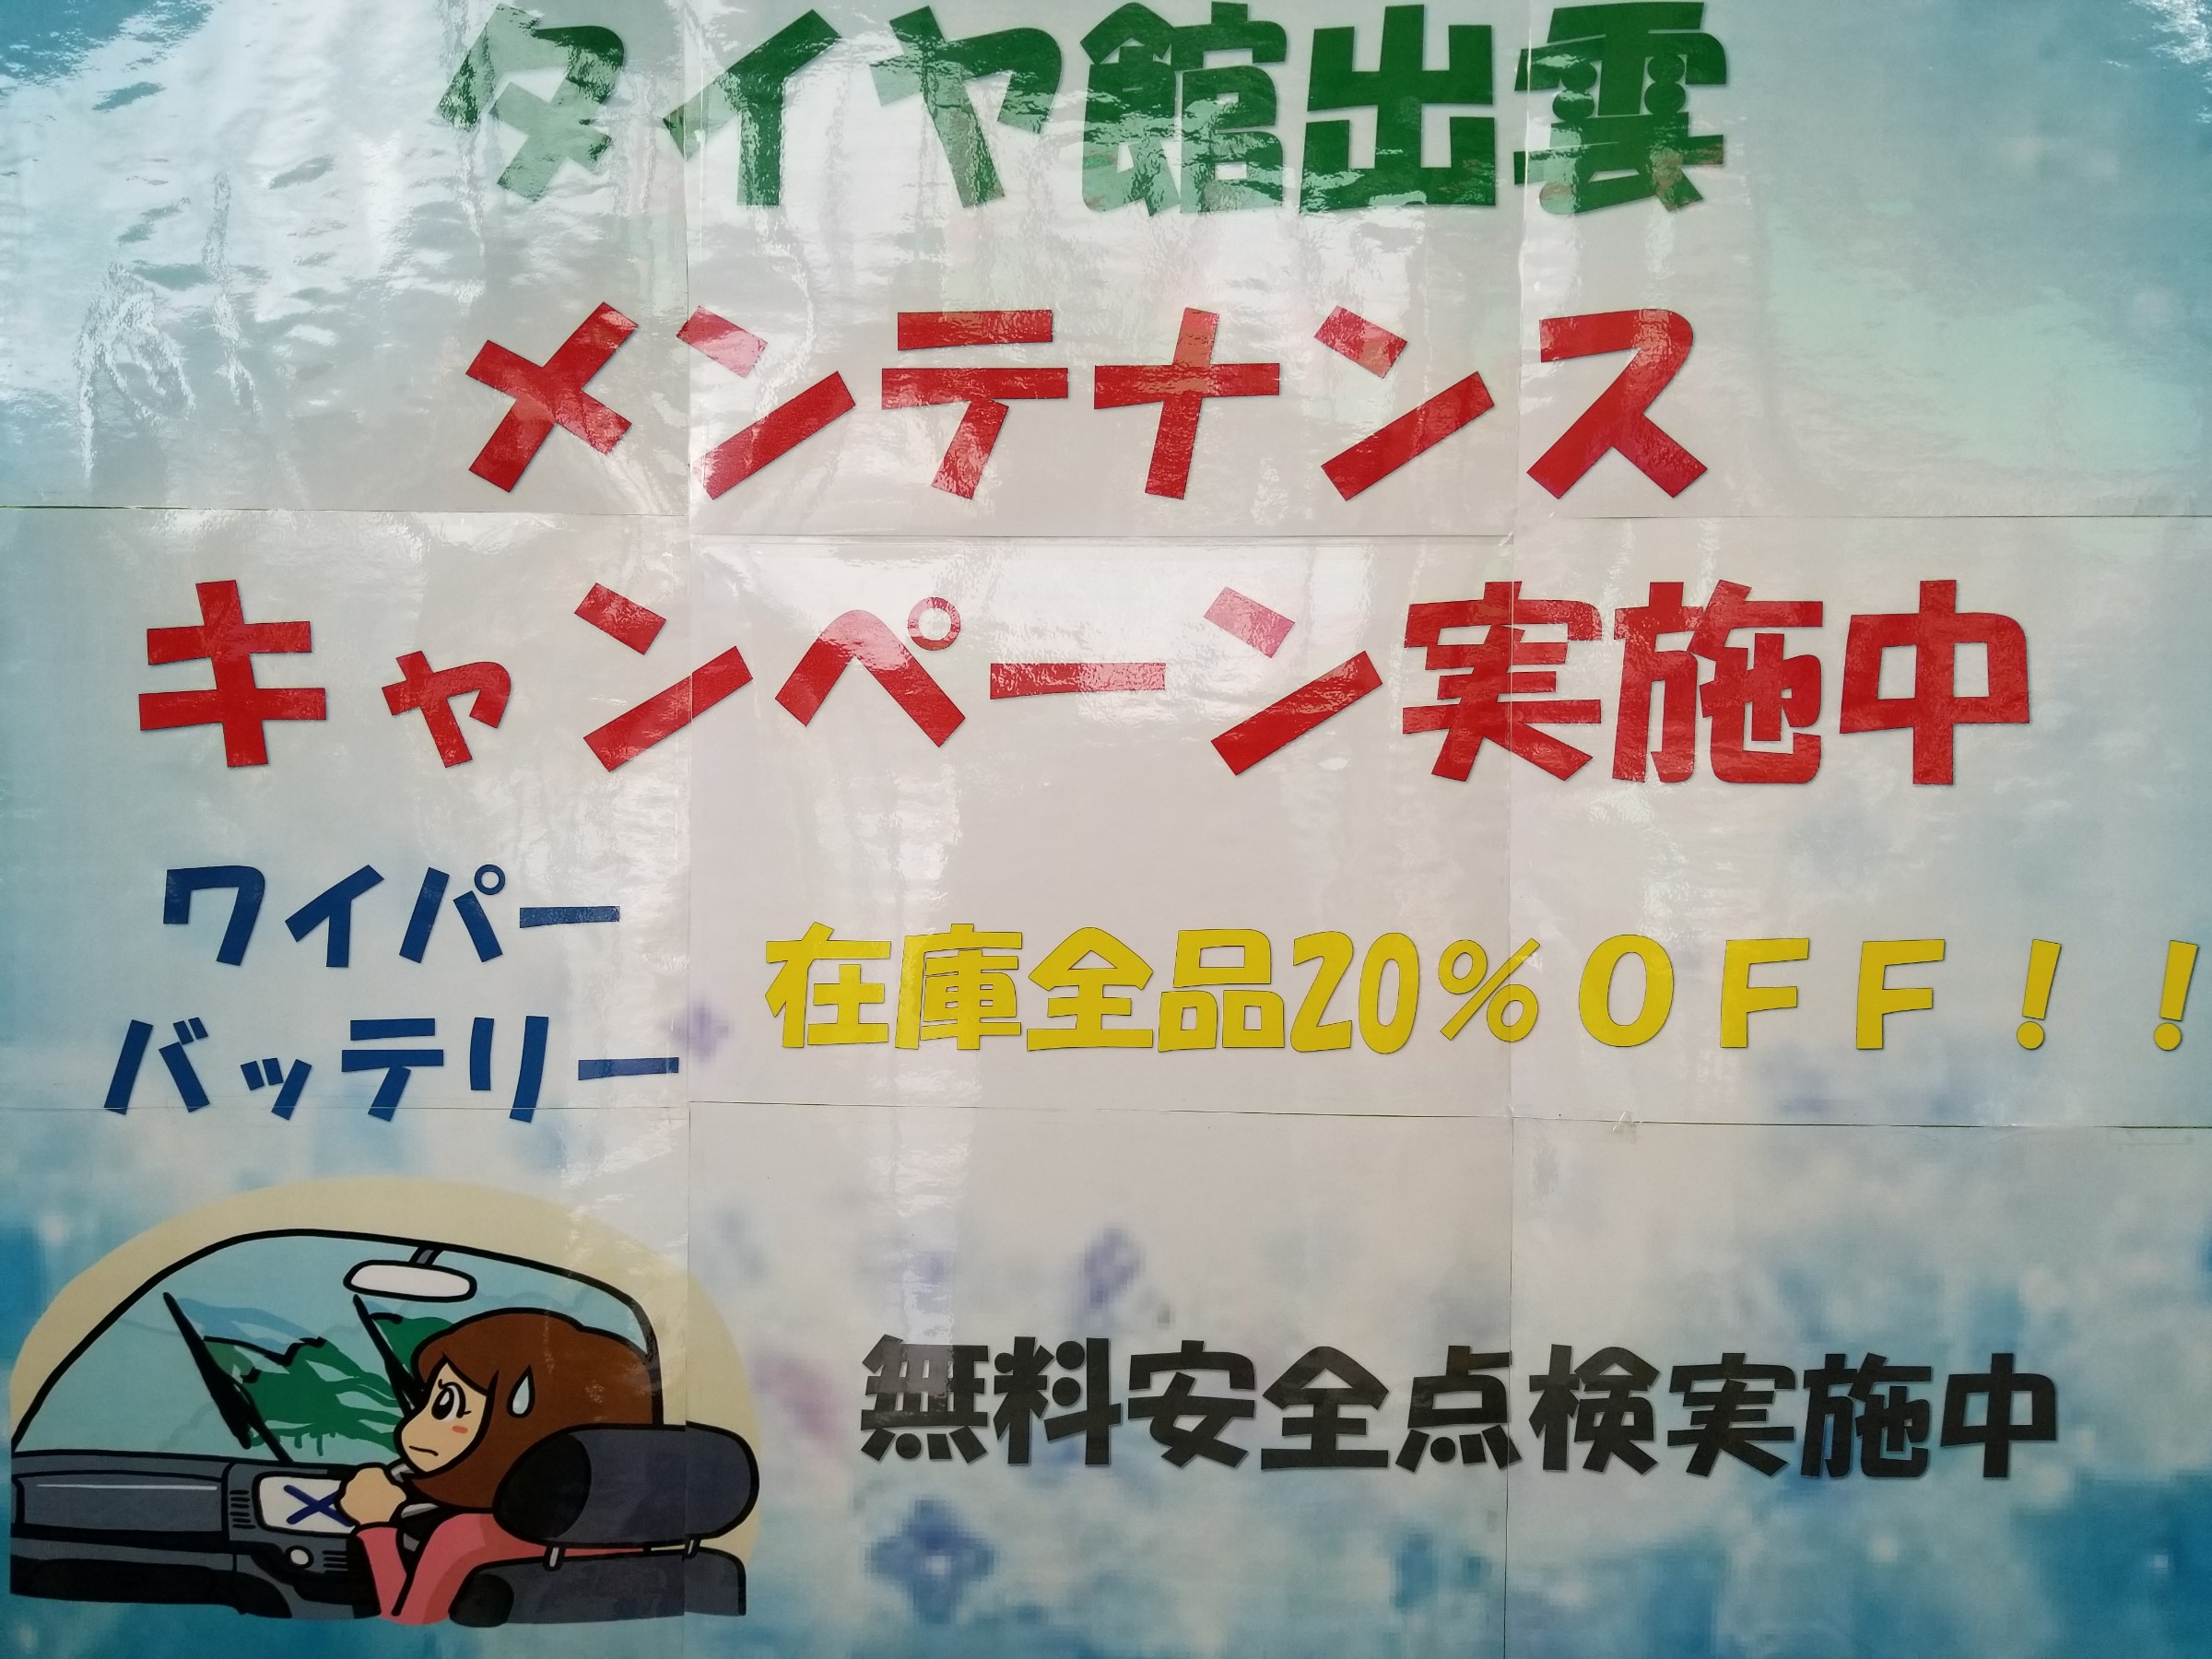 タイヤ館出雲
メンテナンス
キャンペーン実施中
ワイパー
バッテリー
在庫全品20%OFF!!
無料安全点検実施中